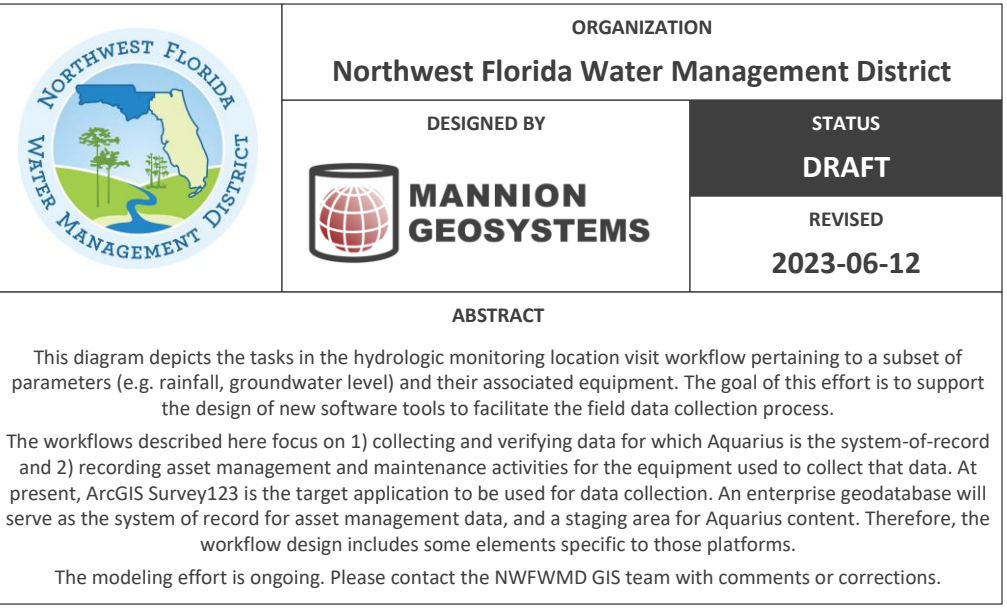 NORTHWEST FLORIDA
WATER MANAGEMENT DISTRICT
ORGANIZATION
Northwest Florida Water Management District
DESIGNED BY
MANNION
GEOSYSTEMS
STATUS
DRAFT
REVISED
2023-06-12
ABSTRACT
This diagram depicts the tasks in the hydrologic monitoring location visit workflow pertaining to a subset of
parameters (e.g. rainfall, groundwater level) and their associated equipment. The goal of this effort is to support
the design of new software tools to facilitate the field data collection process.
The workflows described here focus on 1) collecting and verifying data for which Aquarius is the system-of-record
and 2) recording asset management and maintenance activities for the equipment used to collect that data. At
present, ArcGIS Survey123 is the target application to be used for data collection. An enterprise geodatabase will
serve as the system of record for asset management data, and a staging area for Aquarius content. Therefore, the
workflow design includes some elements specific to those platforms.
The modeling effort is ongoing. Please contact the NWFWMD GIS team with comments or corrections.